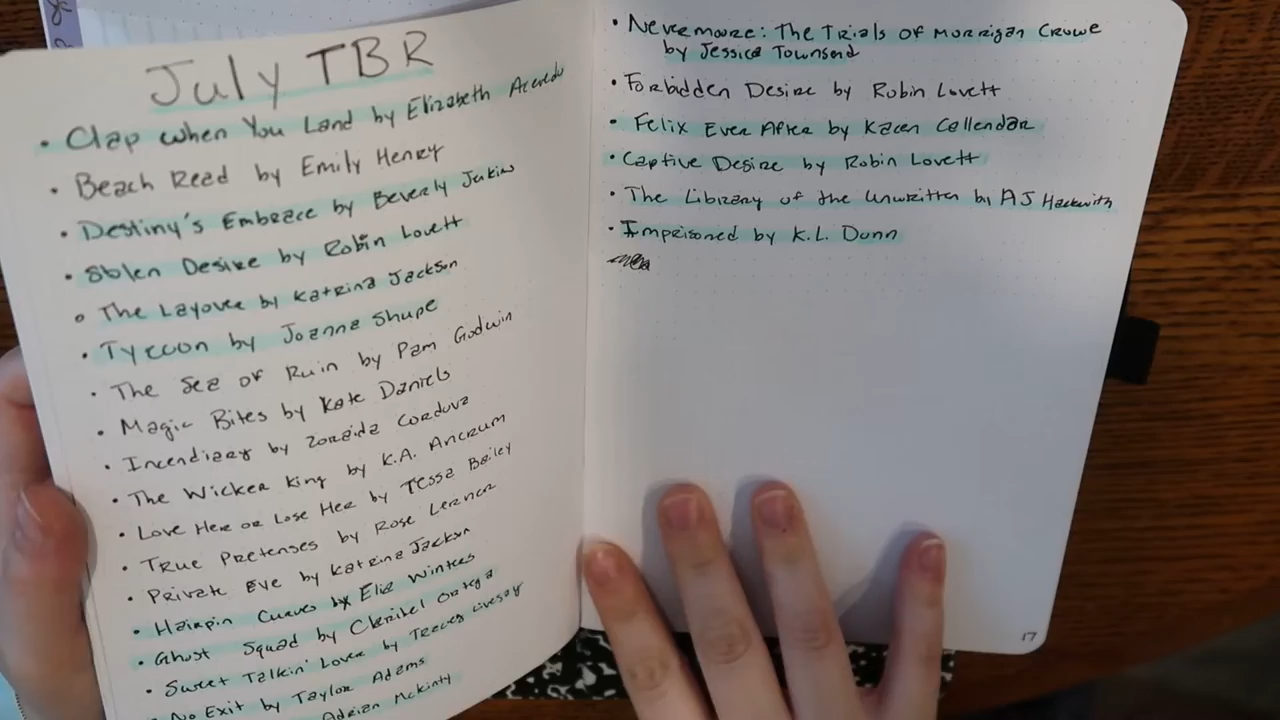 July TBR
• Clap when You Land by Elizabeth Acevedo
• Beach Read by Emily Henry
• Destiny's Embrace by Beverly Jenkins
• Stolen Desire by Robin Lovett
• The Layover by Katrina Jackson
• Tycoon by Joanna Shupe
• The Sea of Ruin by Pam Godwin
• Magic Bites by Kate Daniels
• Incendiary by Zoraida Cordova
• The Wicker King by K.A. Ancrum
• Love Her or Lose Her by Tessa Bailey
• True Pretenses by Rose Lerner
• Private Eye by Katrina Jackson
• Hairpin Curves by Elia Winters
• Ghost Squad by Claribel Ortega
• Sweet Talkin' Lover by Tracey Livesay
No Exit by Taylor Adams
Adrian McKinty
• Nevermoore: The Trials of Morrigan Crowe
by Jessica Townsend
• Forbidden Desire by Robin Lovett
• Felix Ever After by Kacen Callendar
• Captive Desire by Robin Lovett
• The Library of the Unwritten by AJ Hackwith
• Imprisoned by K.L. Donn
17